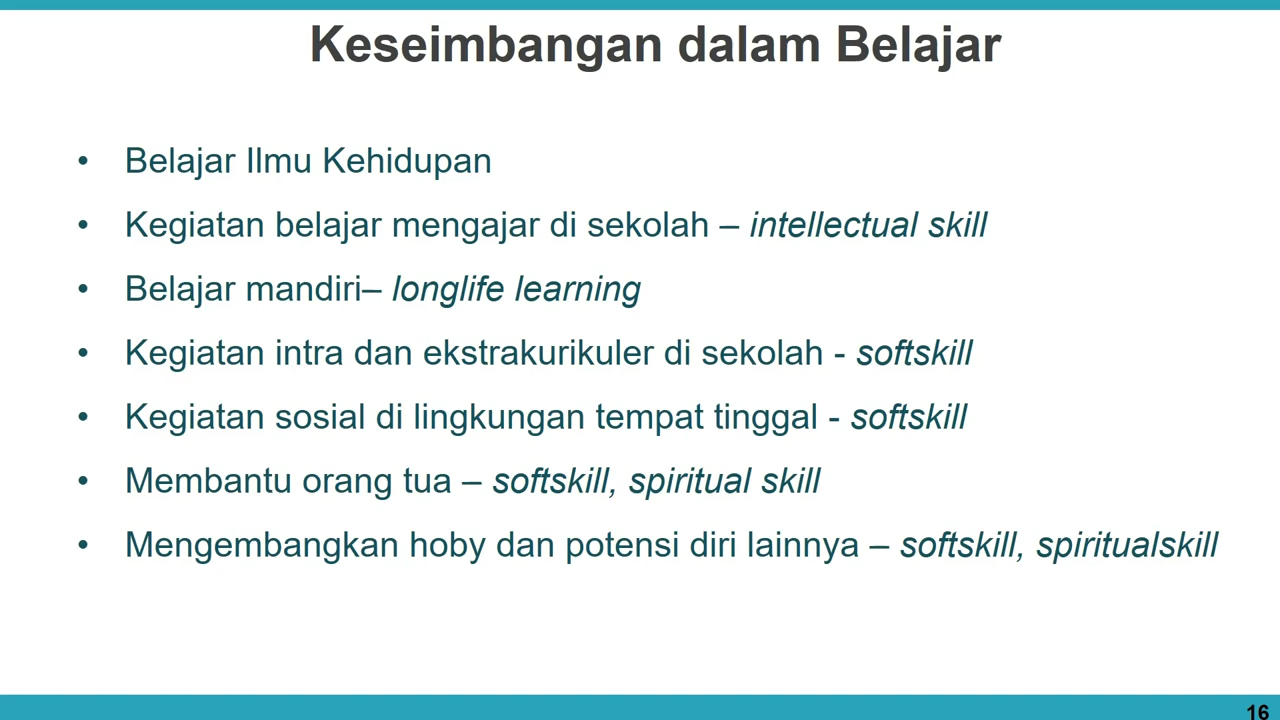 Keseimbangan dalam Belajar
• Belajar Ilmu Kehidupan
• Kegiatan belajar mengajar di sekolah – intellectual skill
• Belajar mandiri– longlife learning
• Kegiatan intra dan ekstrakurikuler di sekolah - softskill
• Kegiatan sosial di lingkungan tempat tinggal - softskill
• Membantu orang tua – softskill, spiritual skill
• Mengembangkan hoby dan potensi diri lainnya – softskill, spiritualskill
16